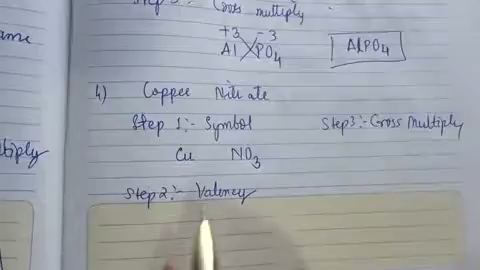 Step 3:- Cross multiply
+3 -3
Al PO4
AlPO4
4) Copper Nitrate
Step 1:- Symbol
Cu NO3
Step 2:- Valency
Step3:- Cross Multiply